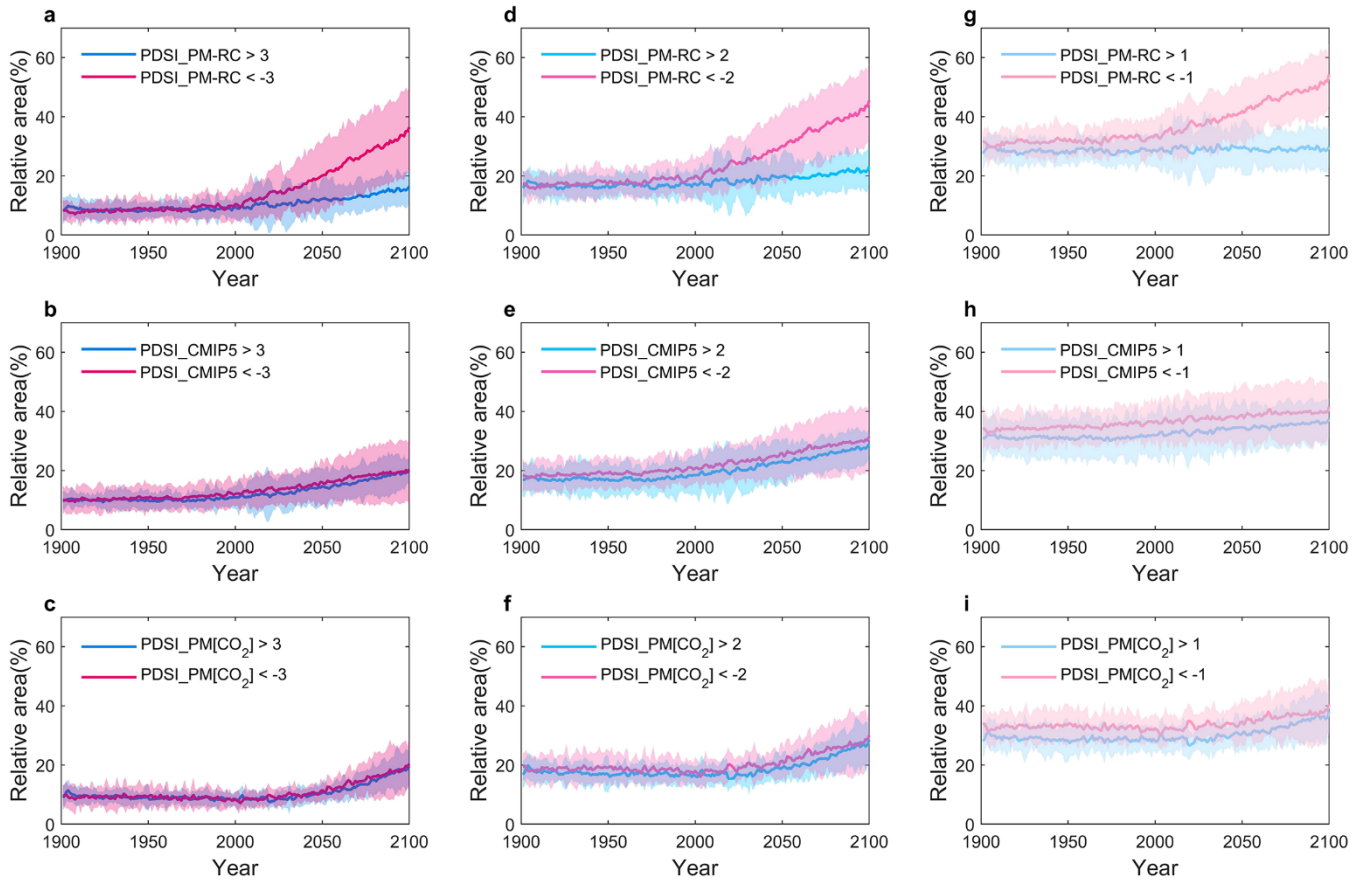 a
Relative area(%)
60
40
20
0
PDSI_PM-RC > 3
PDSI_PM-RC < -3
1900 1950 2000 2050 2100
Year
d
Relative area(%)
60
40
20
0
PDSI_PM-RC > 2
PDSI_PM-RC < -2
1900 1950 2000 2050 2100
Year
g
Relative area(%)
60
40
20
0
PDSI_PM-RC > 1
PDSI_PM-RC < -1
1900 1950 2000 2050 2100
Year
b
Relative area(%)
60
40
20
0
PDSI_CMIP5 > 3
PDSI_CMIP5 < -3
1900 1950 2000 2050 2100
Year
e
Relative area(%)
60
40
20
0
PDSI_CMIP5 > 2
PDSI_CMIP5 < -2
1900 1950 2000 2050 2100
Year
h
Relative area(%)
60
40
20
0
PDSI_CMIP5 > 1
PDSI_CMIP5 < -1
1900 1950 2000 2050 2100
Year
c
Relative area(%)
60
40
20
0
PDSI_PM[CO₂] > 3
PDSI_PM[CO₂] < -3
1900 1950 2000 2050 2100
Year
f
Relative area(%)
60
40
20
0
PDSI_PM[CO₂] > 2
PDSI_PM[CO₂] < -2
1900 1950 2000 2050 2100
Year
i
Relative area(%)
60
40
20
0
PDSI_PM[CO₂] > 1
PDSI_PM[CO₂] < -1
1900 1950 2000 2050 2100
Year